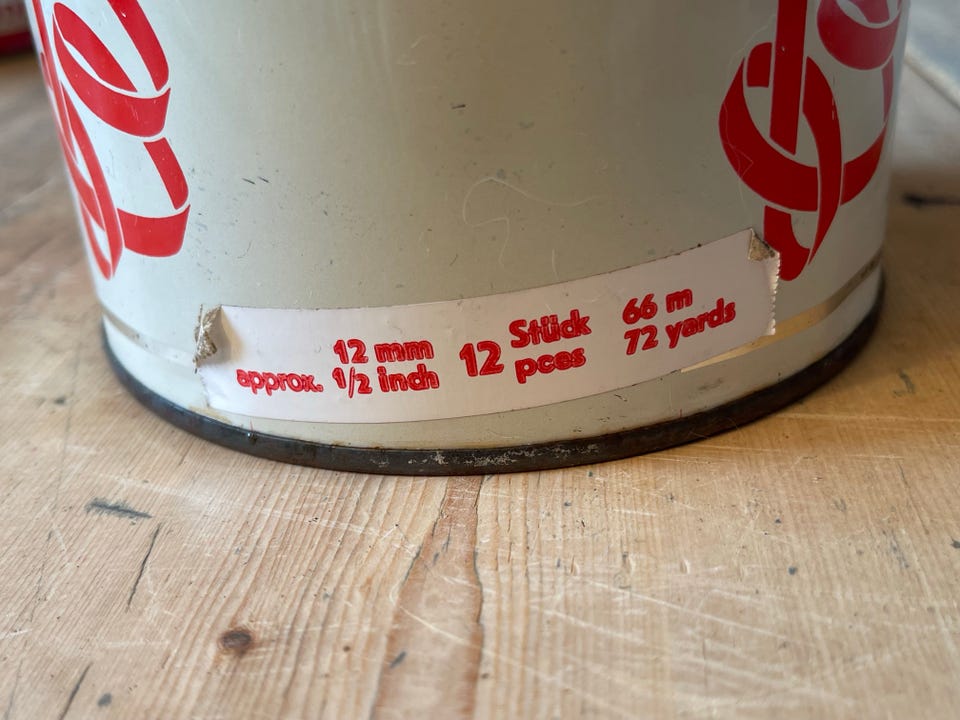 12 mm
approx. 1/2 inch
12
Stück
pces
66 m
72 yards